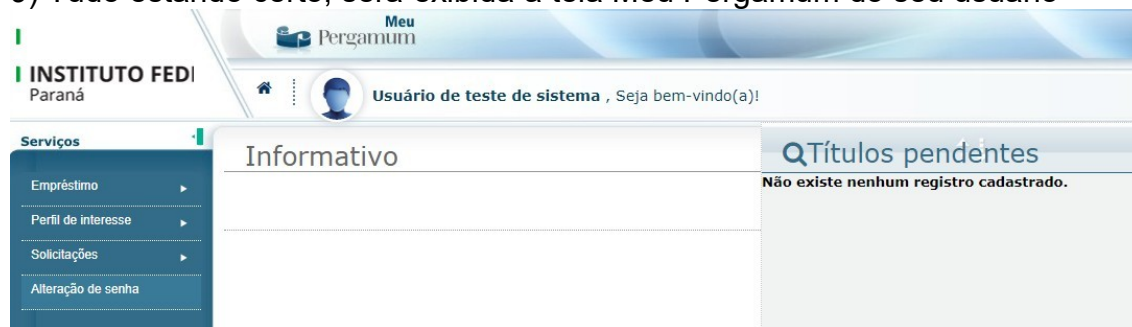 Meu
Pergamum
INSTITUTO FED
Paraná
Usuário de teste de sistema , Seja bem-vindo(a)!
Serviços
Empréstimo
Perfil de interesse
Solicitações
Alteração de senha
Informativo
Títulos pendentes
Não existe nenhum registro cadastrado.